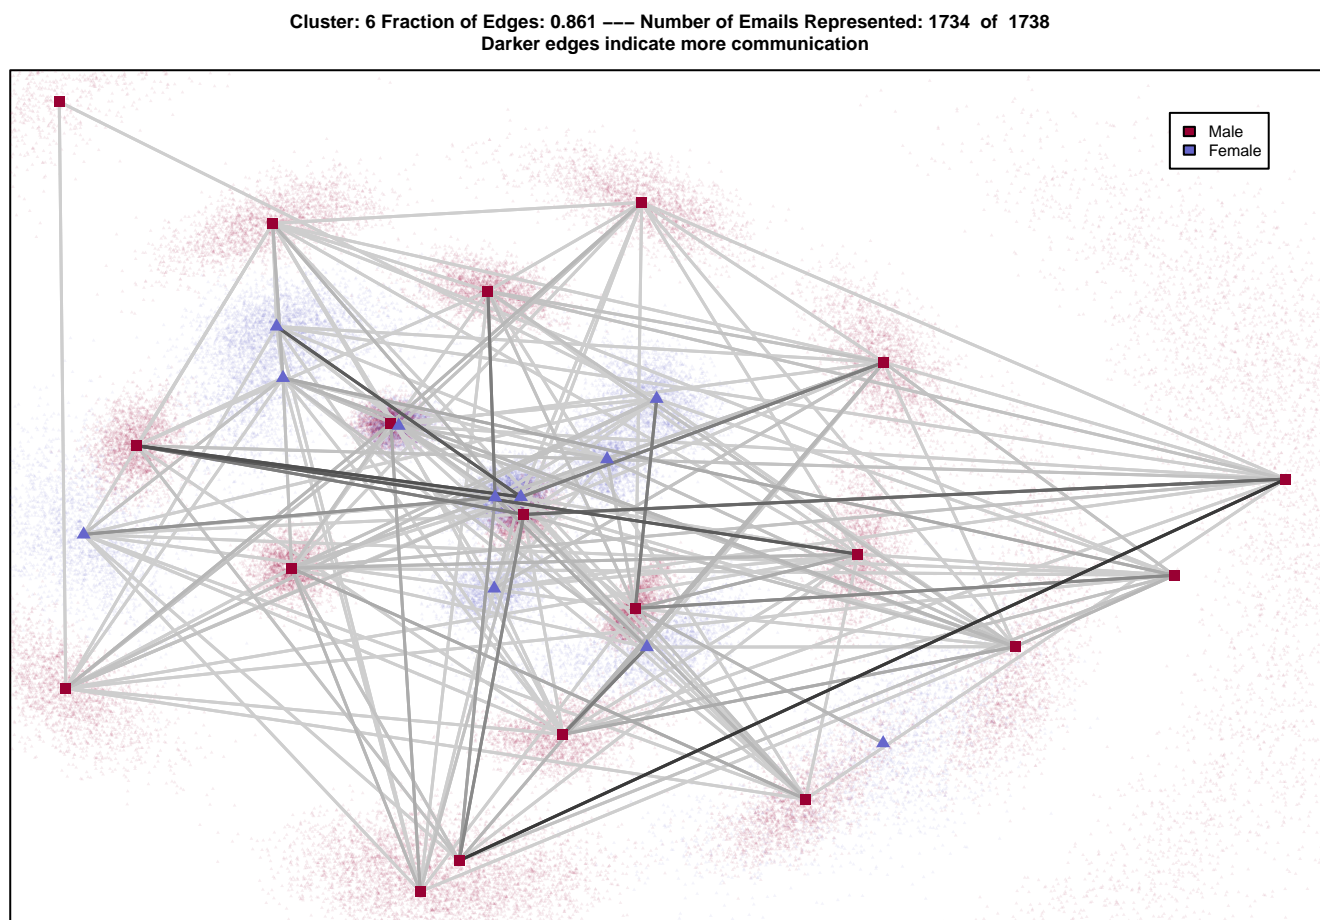 Cluster: 6 Fraction of Edges: 0.861 −−− Number of Emails Represented: 1734 of 1738
Darker edges indicate more communication
Male
Female